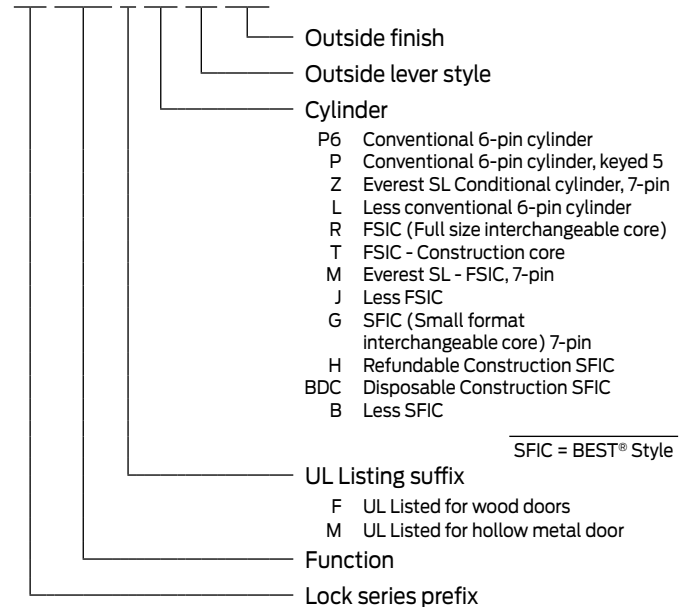 Outside finish
Outside lever style
Cylinder
P6 Conventional 6-pin cylinder
P Conventional 6-pin cylinder, keyed 5
Z Everest SL Conditional cylinder, 7-pin
L Less conventional 6-pin cylinder
R FSIC (Full size interchangeable core)
T FSIC - Construction core
M Everest SL - FSIC, 7-pin
J Less FSIC
G SFIC (Small format
interchangeable core) 7-pin
H Refundable Construction SFIC
BDC Disposable Construction SFIC
B Less SFIC
SFIC = BEST® Style
UL Listing suffix
F UL Listed for wood doors
M UL Listed for hollow metal door
Function
Lock series prefix